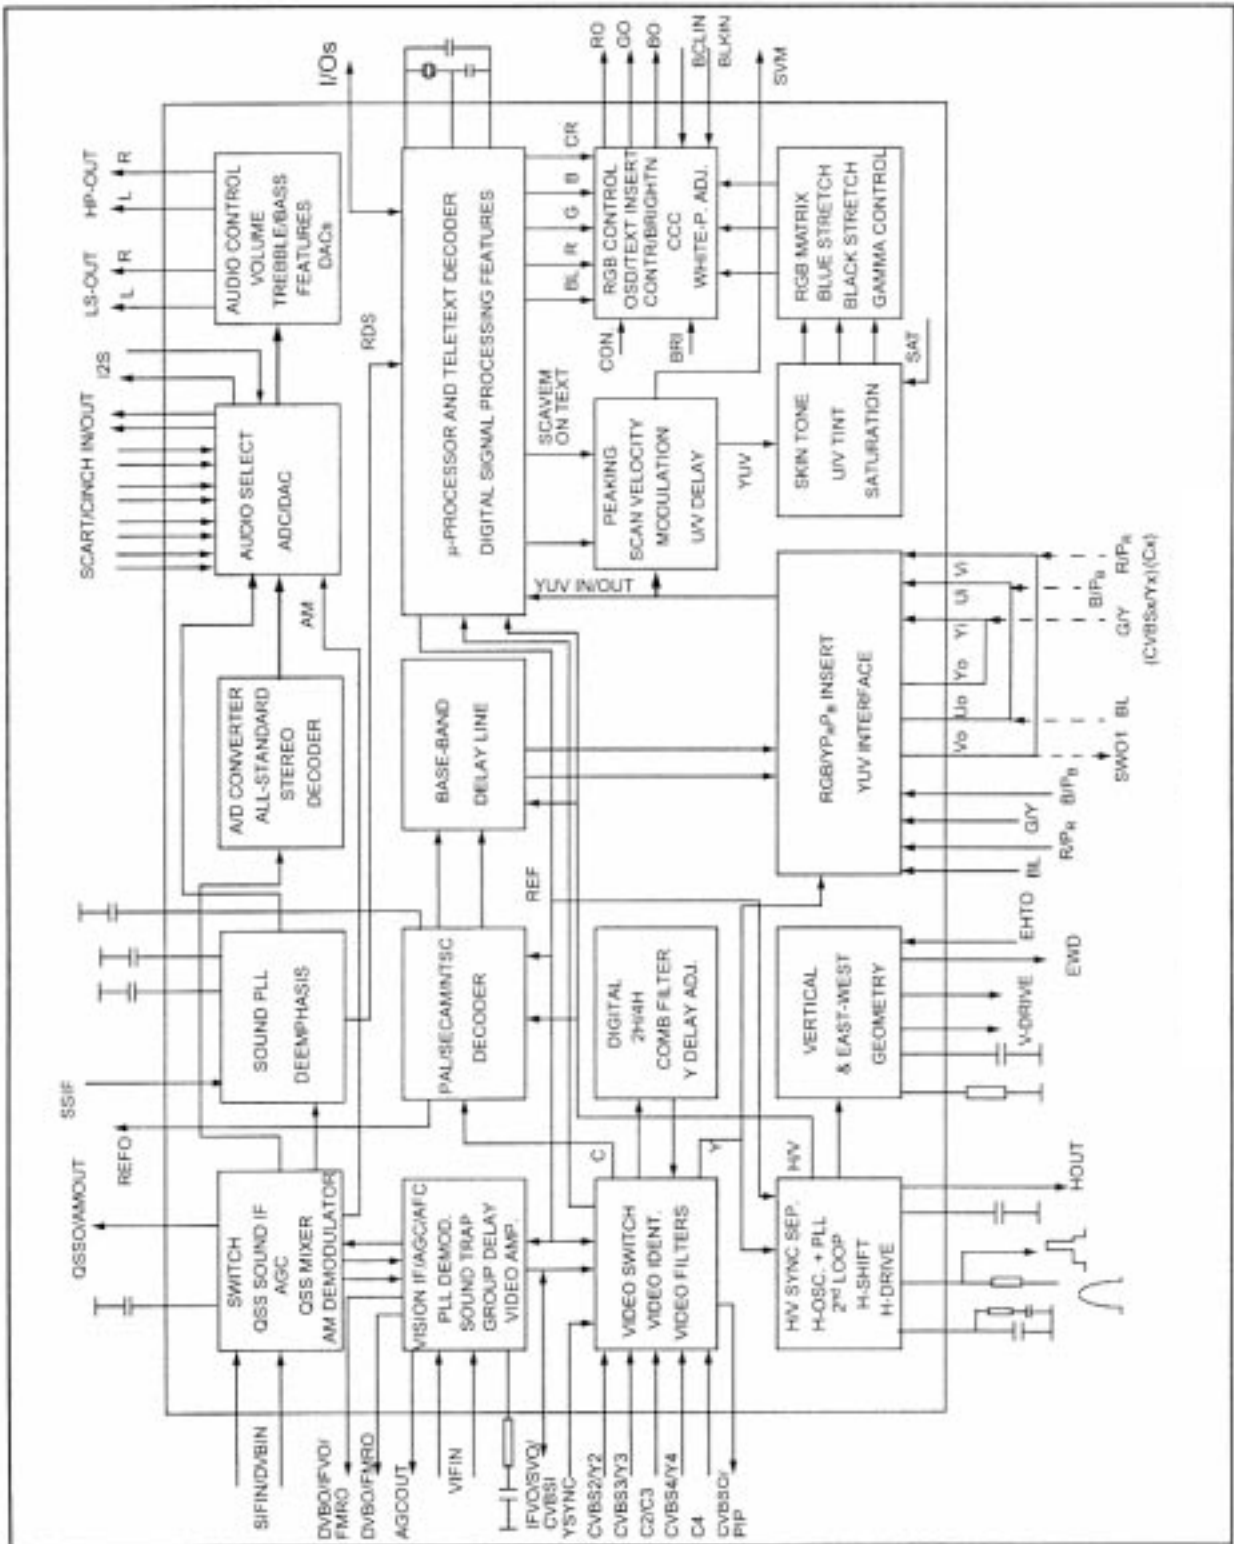 QSSO/AMOUT
REFO
SSIF
SCART/CINCH IN/OUT
I2S
LS-OUT
HP-OUT
L
R
L
R
I/Os
SWITCH
QSS SOUND IF
AGC
QSS MIXER
AM DEMODULATOR
SOUND PLL
DEEMPHASIS
A/D CONVERTER
ALL-STANDARD
STEREO
DECODER
AM
AUDIO SELECT
ADC/DAC
AUDIO CONTROL
VOLUME
TREBBLE/BASS
FEATURES
DACs
RDS
SIFIN/DVBIN
DVBO/IFVO/
FMRO
DVBO/FMRO
AGCOUT
VIFIN
VISION IF/AGC/AFC
PLL DEMOD.
SOUND TRAP
GROUP DELAY
VIDEO AMP.
PAL/SECAM/NTSC
DECODER
BASE-BAND
DELAY LINE
µ-PROCESSOR AND TELETEXT DECODER
DIGITAL SIGNAL PROCESSING FEATURES
REF
IFVO/SVO/
CVBSI
YSYNC
CVBS2/Y2
CVBS3/Y3
C2/C3
CVBS4/Y4
C4
CVBSO/
PIP
VIDEO SWITCH
VIDEO IDENT.
VIDEO FILTERS
C
Y
DIGITAL
2H/4H
COMB FILTER
Y DELAY ADJ.
YUV IN/OUT
SCAVEM
ON TEXT
PEAKING
SCAN VELOCITY
MODULATION
U/V DELAY
YUV
BL
R
G
B
CR
RGB CONTROL
OSD/TEXT INSERT
CONTR/BRIGHTN
CCC
WHITE-P. ADJ.
CON.
BRI
RO
GO
BO
BCLIN
BLKIN
SVM
H/V SYNC SEP.
H-OSC. + PLL
2nd LOOP
H-SHIFT
H-DRIVE
H/V
VERTICAL
& EAST-WEST
GEOMETRY
RGB/YPRPB INSERT
YUV INTERFACE
SKIN TONE
U/V TINT
SATURATION
RGB MATRIX
BLUE STRETCH
BLACK STRETCH
GAMMA CONTROL
SAT
HOUT
V-DRIVE
EWD
EHTO
BL
R/PR
G/Y
B/PB
Vo
Uo
Yo
Yi
Ui
Vi
SWO1
BL
G/Y
B/PB
R/PR
(CVBSx/Yx)(Cx)